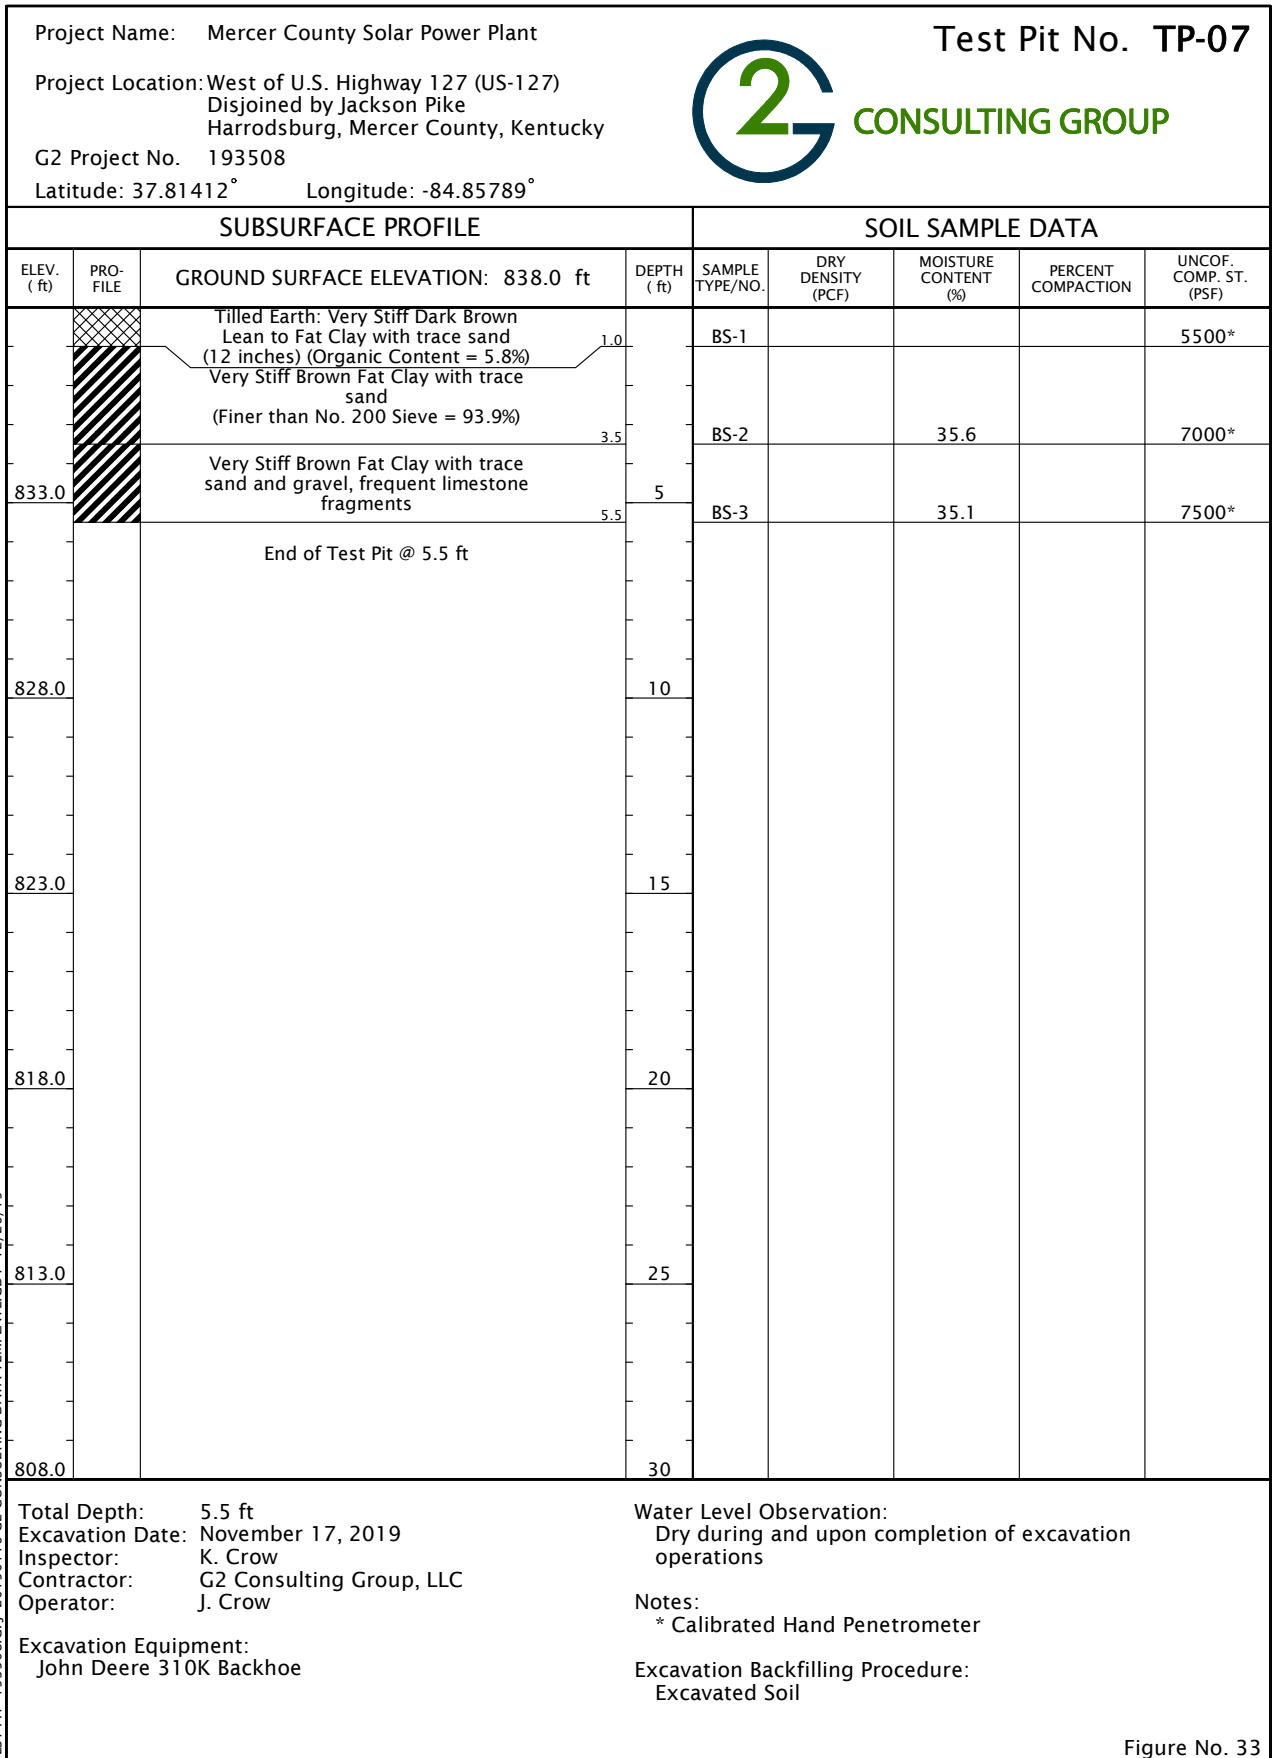 Project Name: Mercer County Solar Power Plant
Test Pit No. TP-07
Project Location: West of U.S. Highway 127 (US-127)
Disjoined by Jackson Pike
Harrodsburg, Mercer County, Kentucky
G2 Project No. 193508
Latitude: 37.81412° Longitude: -84.85789°
G2 CONSULTING GROUP
SUBSURFACE PROFILE
SOIL SAMPLE DATA
ELEV. ( ft)
PRO-FILE
GROUND SURFACE ELEVATION: 838.0 ft
DEPTH ( ft)
SAMPLE TYPE/NO.
DRY DENSITY (PCF)
MOISTURE CONTENT (%)
PERCENT COMPACTION
UNCOF. COMP. ST. (PSF)
Tilled Earth: Very Stiff Dark Brown
Lean to Fat Clay with trace sand
(12 inches) (Organic Content = 5.8%)
1.0
BS-1 5500*
Very Stiff Brown Fat Clay with trace
sand
(Finer than No. 200 Sieve = 93.9%)
3.5
BS-2 35.6 7000*
Very Stiff Brown Fat Clay with trace
sand and gravel, frequent limestone
fragments
833.0
5
5.5
BS-3 35.1 7500*
End of Test Pit @ 5.5 ft
828.0 10
823.0 15
818.0 20
813.0 25
808.0 30
Total Depth: 5.5 ft
Excavation Date: November 17, 2019
Inspector: K. Crow
Contractor: G2 Consulting Group, LLC
Operator: J. Crow
Excavation Equipment:
John Deere 310K Backhoe
Water Level Observation:
Dry during and upon completion of excavation
operations
Notes:
* Calibrated Hand Penetrometer
Excavation Backfilling Procedure:
Excavated Soil
Figure No. 33